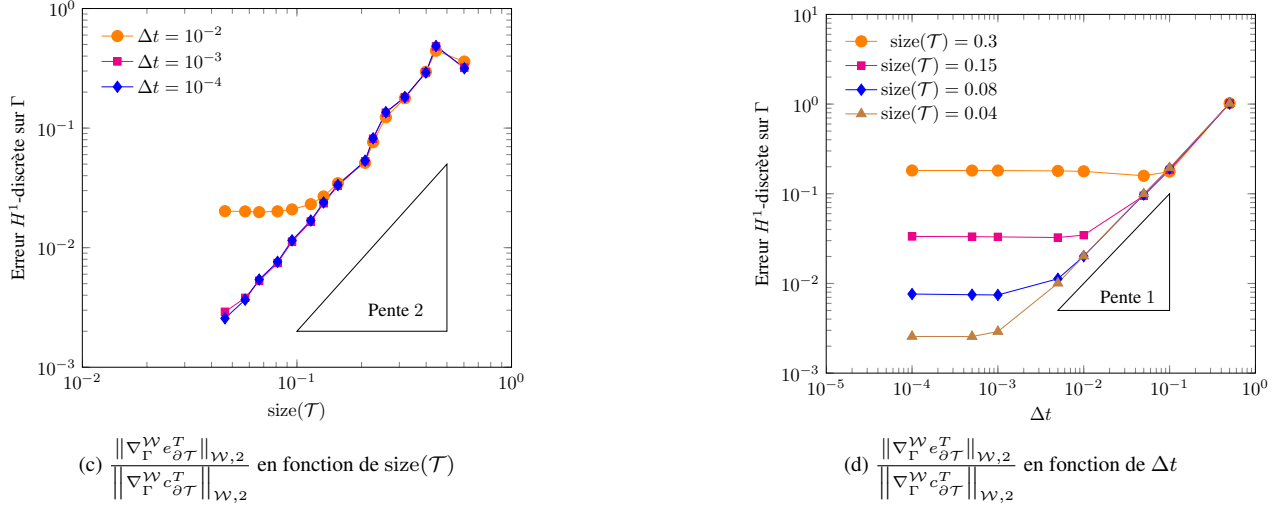 10^0
10^{-1}
10^{-2}
10^{-3}
Erreur H^1-discrète sur Γ
Δt = 10^{-2}
Δt = 10^{-3}
Δt = 10^{-4}
Pente 2
10^{-2}
10^{-1}
10^0
size(𝒯)
(c) ‖∇_Γ^𝒲 e_{∂𝒯}^T‖_{𝒲,2} / ‖∇_Γ^𝒲 c_{∂𝒯}^T‖_{𝒲,2} en fonction de size(𝒯)
10^1
10^0
10^{-1}
10^{-2}
10^{-3}
Erreur H^1-discrète sur Γ
size(𝒯) = 0.3
size(𝒯) = 0.15
size(𝒯) = 0.08
size(𝒯) = 0.04
Pente 1
10^{-5}
10^{-4}
10^{-3}
10^{-2}
10^{-1}
10^0
Δt
(d) ‖∇_Γ^𝒲 e_{∂𝒯}^T‖_{𝒲,2} / ‖∇_Γ^𝒲 c_{∂𝒯}^T‖_{𝒲,2} en fonction de Δt